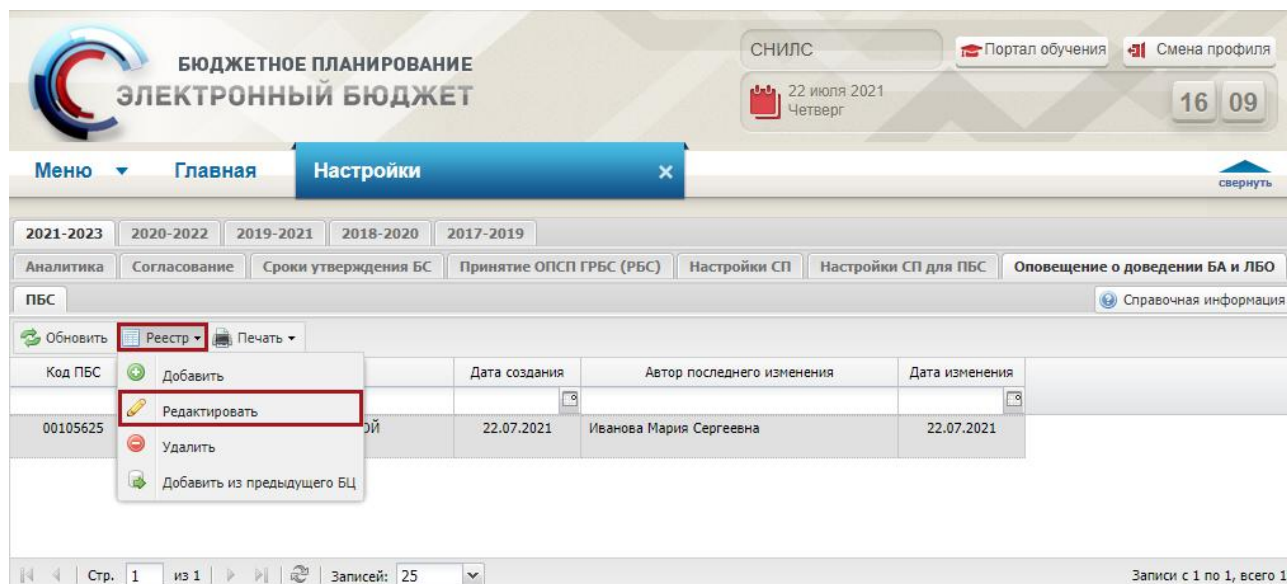 БЮДЖЕТНОЕ ПЛАНИРОВАНИЕ
ЭЛЕКТРОННЫЙ БЮДЖЕТ
СНИЛС
Портал обучения
Смена профиля
22 июля 2021
Четверг
16 09
Меню
Главная
Настройки
свернуть
2021-2023 2020-2022 2019-2021 2018-2020 2017-2019
Аналитика Согласование Сроки утверждения БС Принятие ОПСП ГРБС (РБС) Настройки СП Настройки СП для ПБС Оповещение о доведении БА и ЛБО
ПБС
Справочная информация
Обновить Реестр Печать
Код ПБС Дата создания Автор последнего изменения Дата изменения
Добавить
Редактировать
00105625 ОЙ 22.07.2021 Иванова Мария Сергеевна 22.07.2021
Удалить
Добавить из предыдущего БЦ
Стр. 1 из 1 Записей: 25 Записи с 1 по 1, всего 1